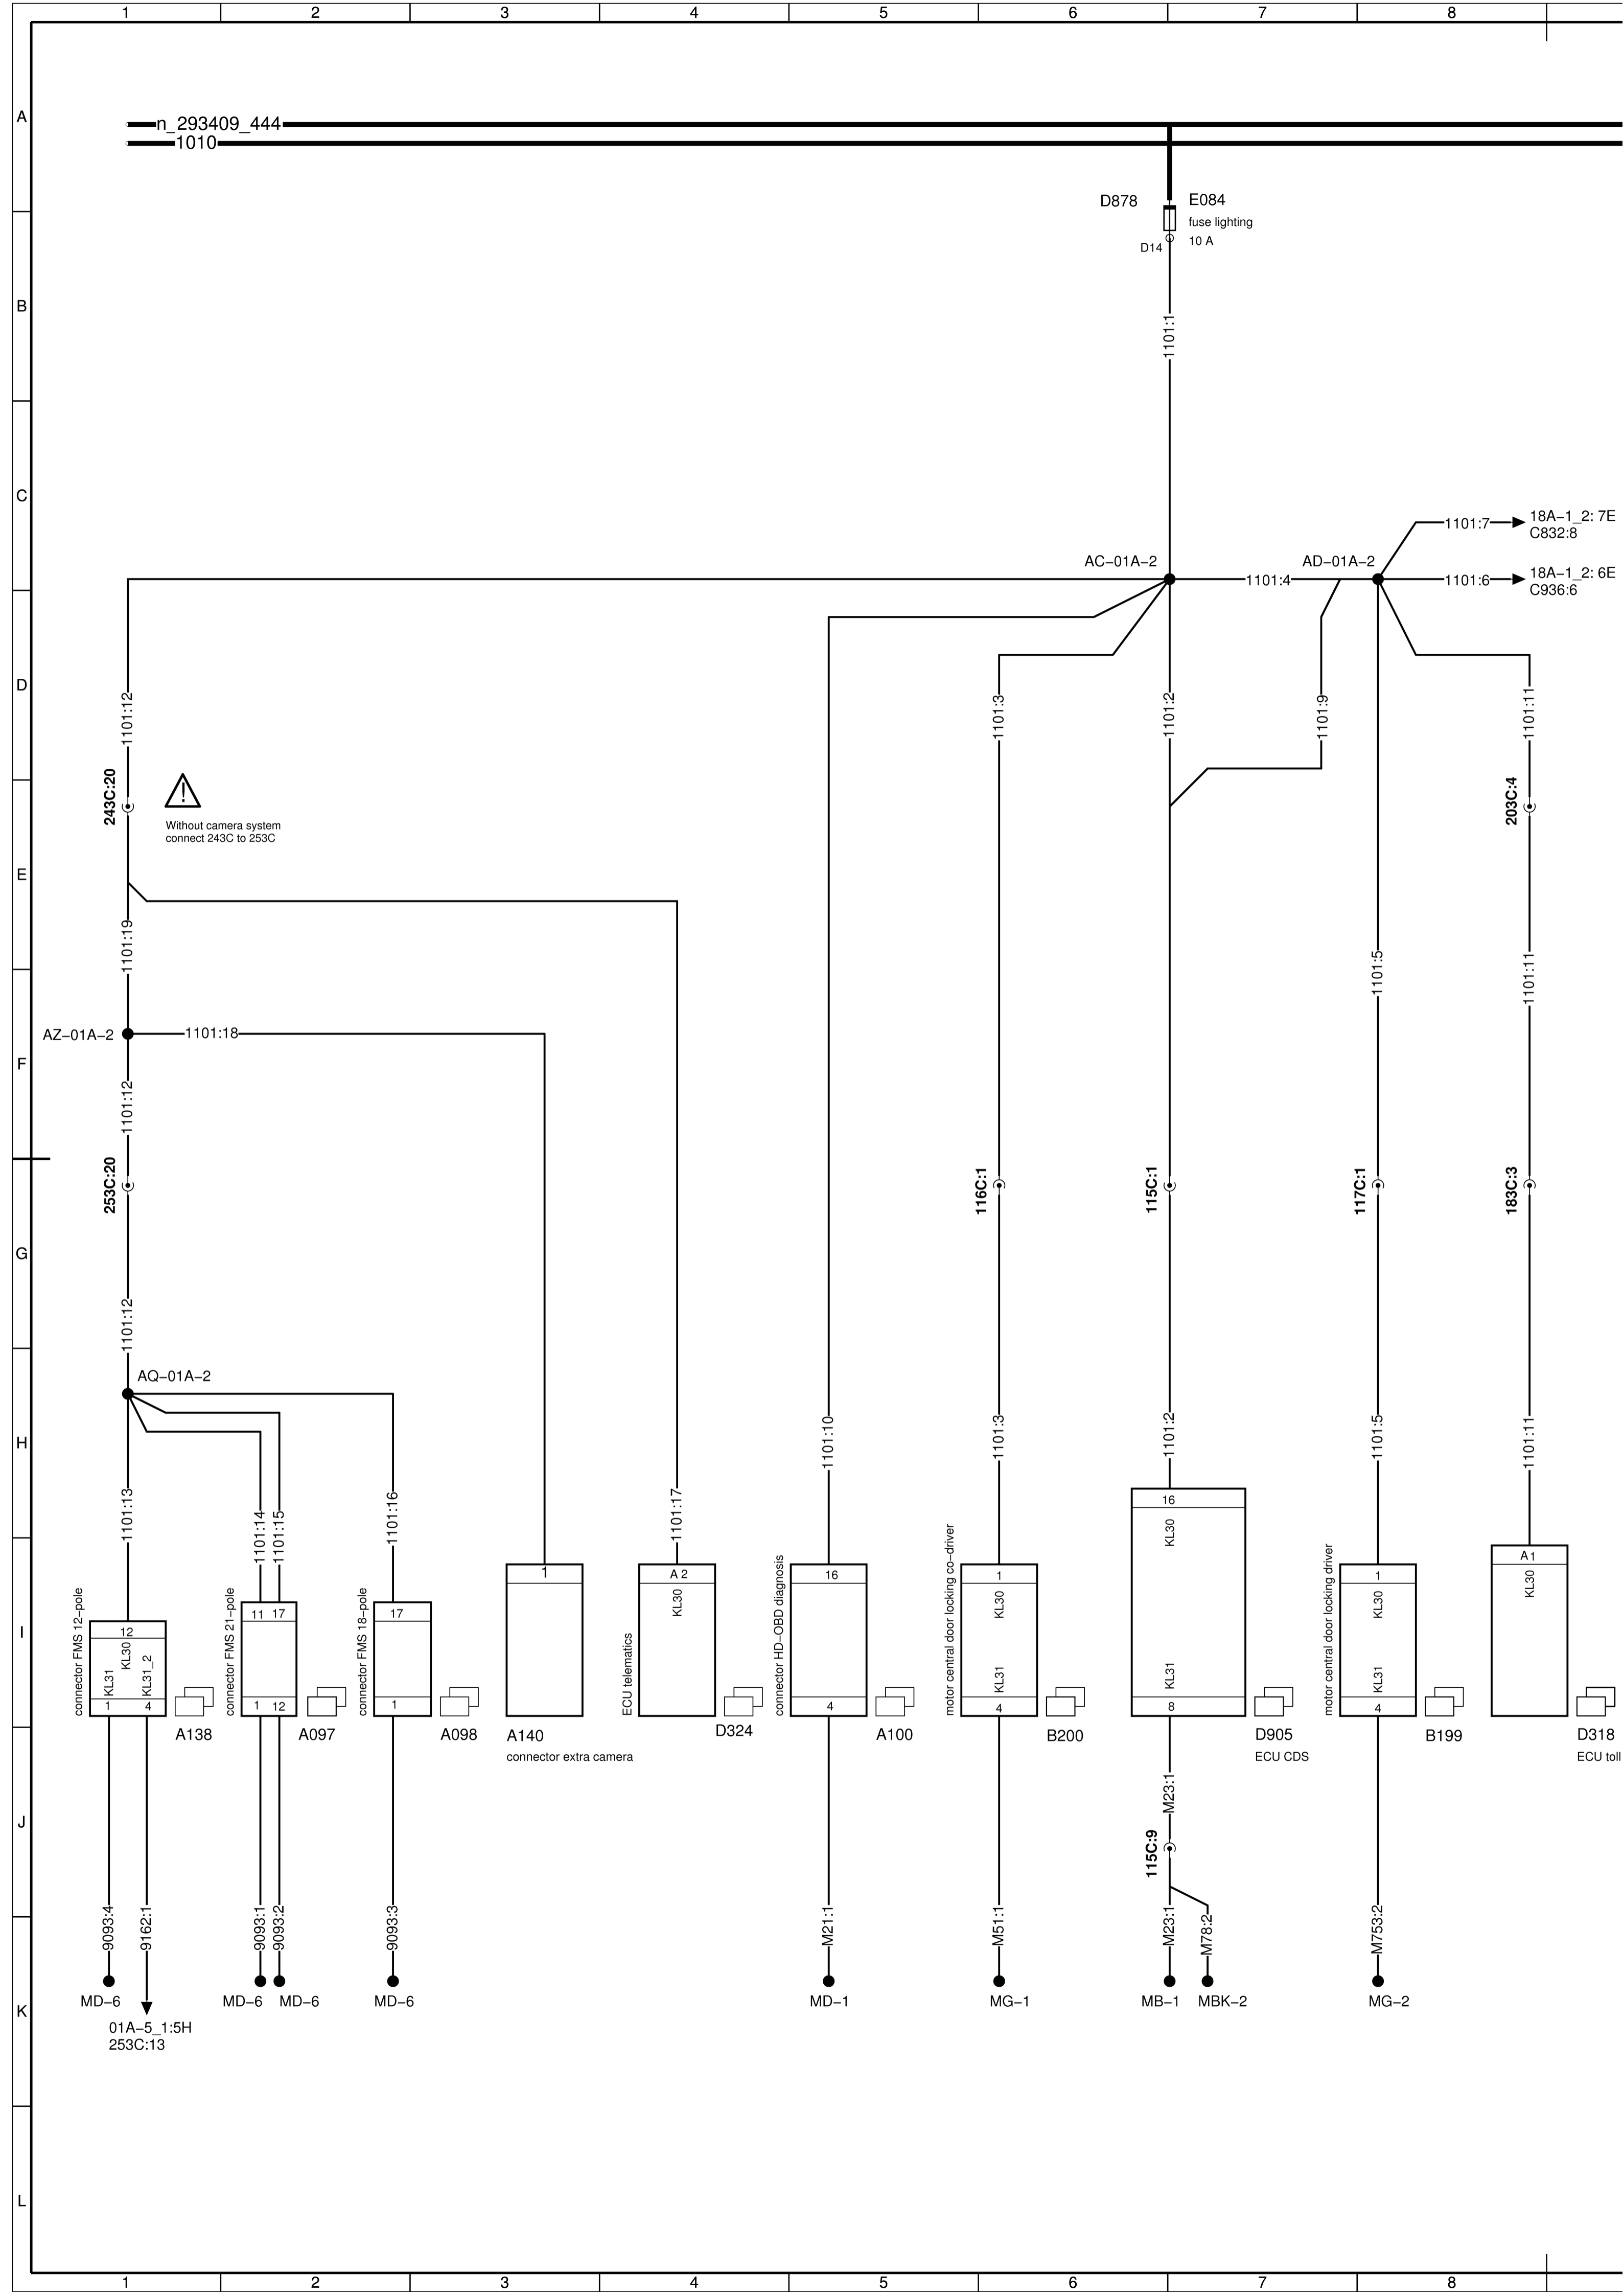 1 2 3 4 5 6 7 8
A
n_293409_444
1010
D878
E084
fuse lighting
10 A
D14
B
1101:1
C
1101:7
18A-1_2: 7E
C832:8
AC-01A-2
1101:4
AD-01A-2
1101:6
18A-1_2: 6E
C936:6
D
1101:12
1101:3
1101:2
1101:9
1101:11
243C:20
Without camera system
connect 243C to 253C
203C:4
E
1101:19
1101:5
1101:11
AZ-01A-2
1101:18
F
1101:12
253C:20
116C:1
115C:1
117C:1
183C:3
G
1101:12
AQ-01A-2
H
1101:10
1101:3
1101:2
1101:5
1101:11
1101:13
1101:14
1101:15
1101:16
1101:17
I
connector FMS 12-pole
12
KL30
KL31
KL31_2
1 4
A138
connector FMS 21-pole
11 17
1 12
A097
connector FMS 18-pole
17
1
A098
1
A140
connector extra camera
ECU telematics
A 2
KL30
D324
connector HD-OBD diagnosis
16
4
A100
motor central door locking co-driver
1
KL30
KL31
4
B200
16
KL30
KL31
8
D905
ECU CDS
motor central door locking driver
1
KL30
KL31
4
B199
A 1
KL30
D318
ECU toll
J
M23:1
115C:9
9093:4
9162:1
9093:1
9093:2
9093:3
M21:1
M51:1
M23:1
M78:2
M753:2
K
MD-6
MD-6
MD-6
MD-6
MD-1
MG-1
MB-1
MBK-2
MG-2
01A-5_1:5H
253C:13
L
1 2 3 4 5 6 7 8